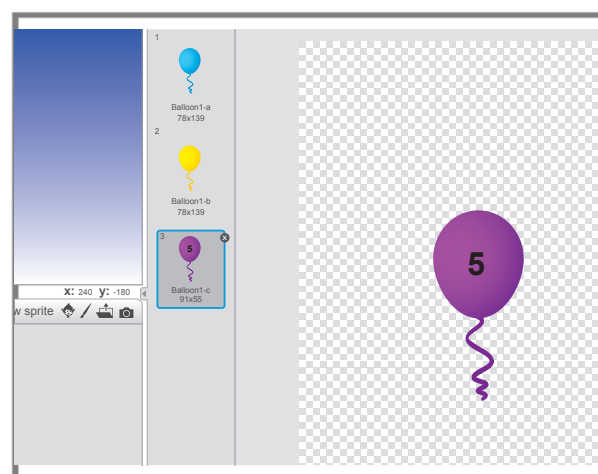 1
Balloon1-a
78x139
2
Balloon1-b
78x139
3
5
Balloon1-c
91x55
X: 240 Y: -180
w sprite
5